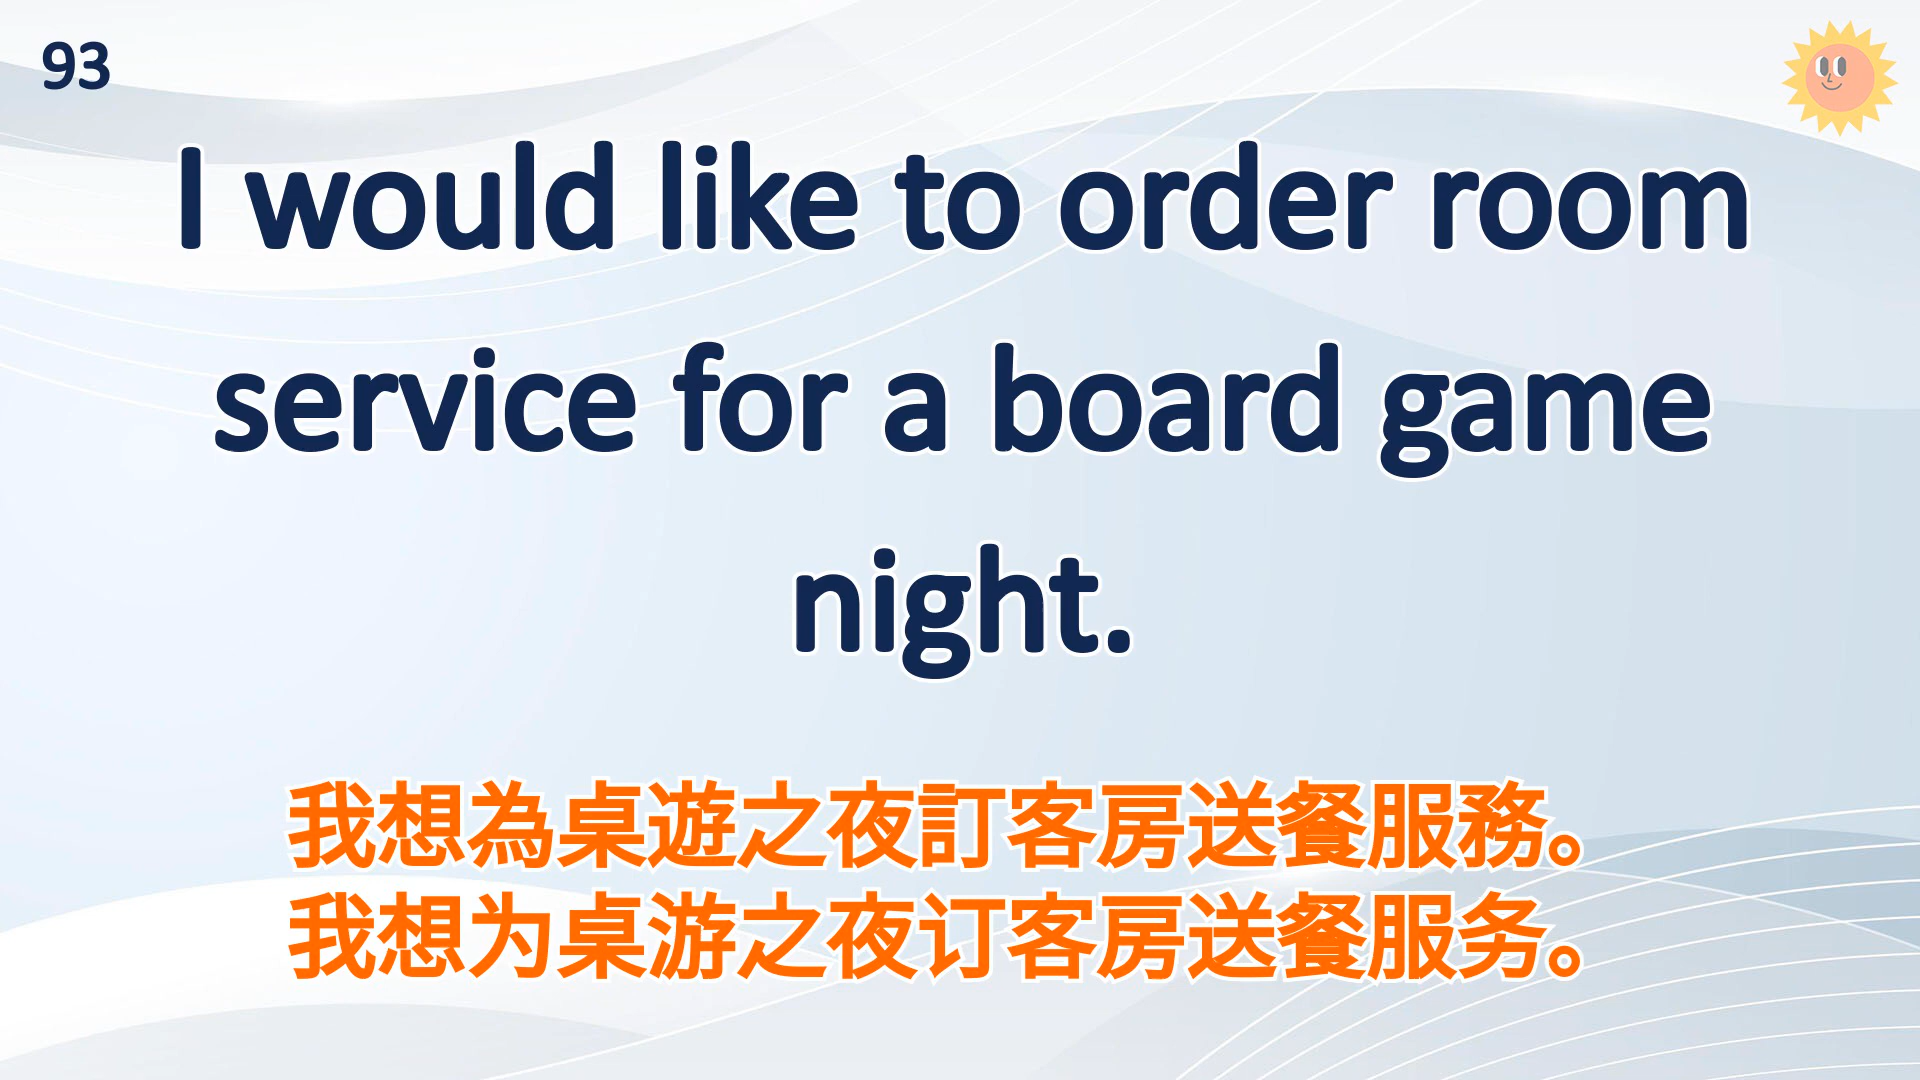 93
I would like to order room
service for a board game
night.
我想為桌遊之夜訂客房送餐服務。
我想为桌游之夜订客房送餐服务。